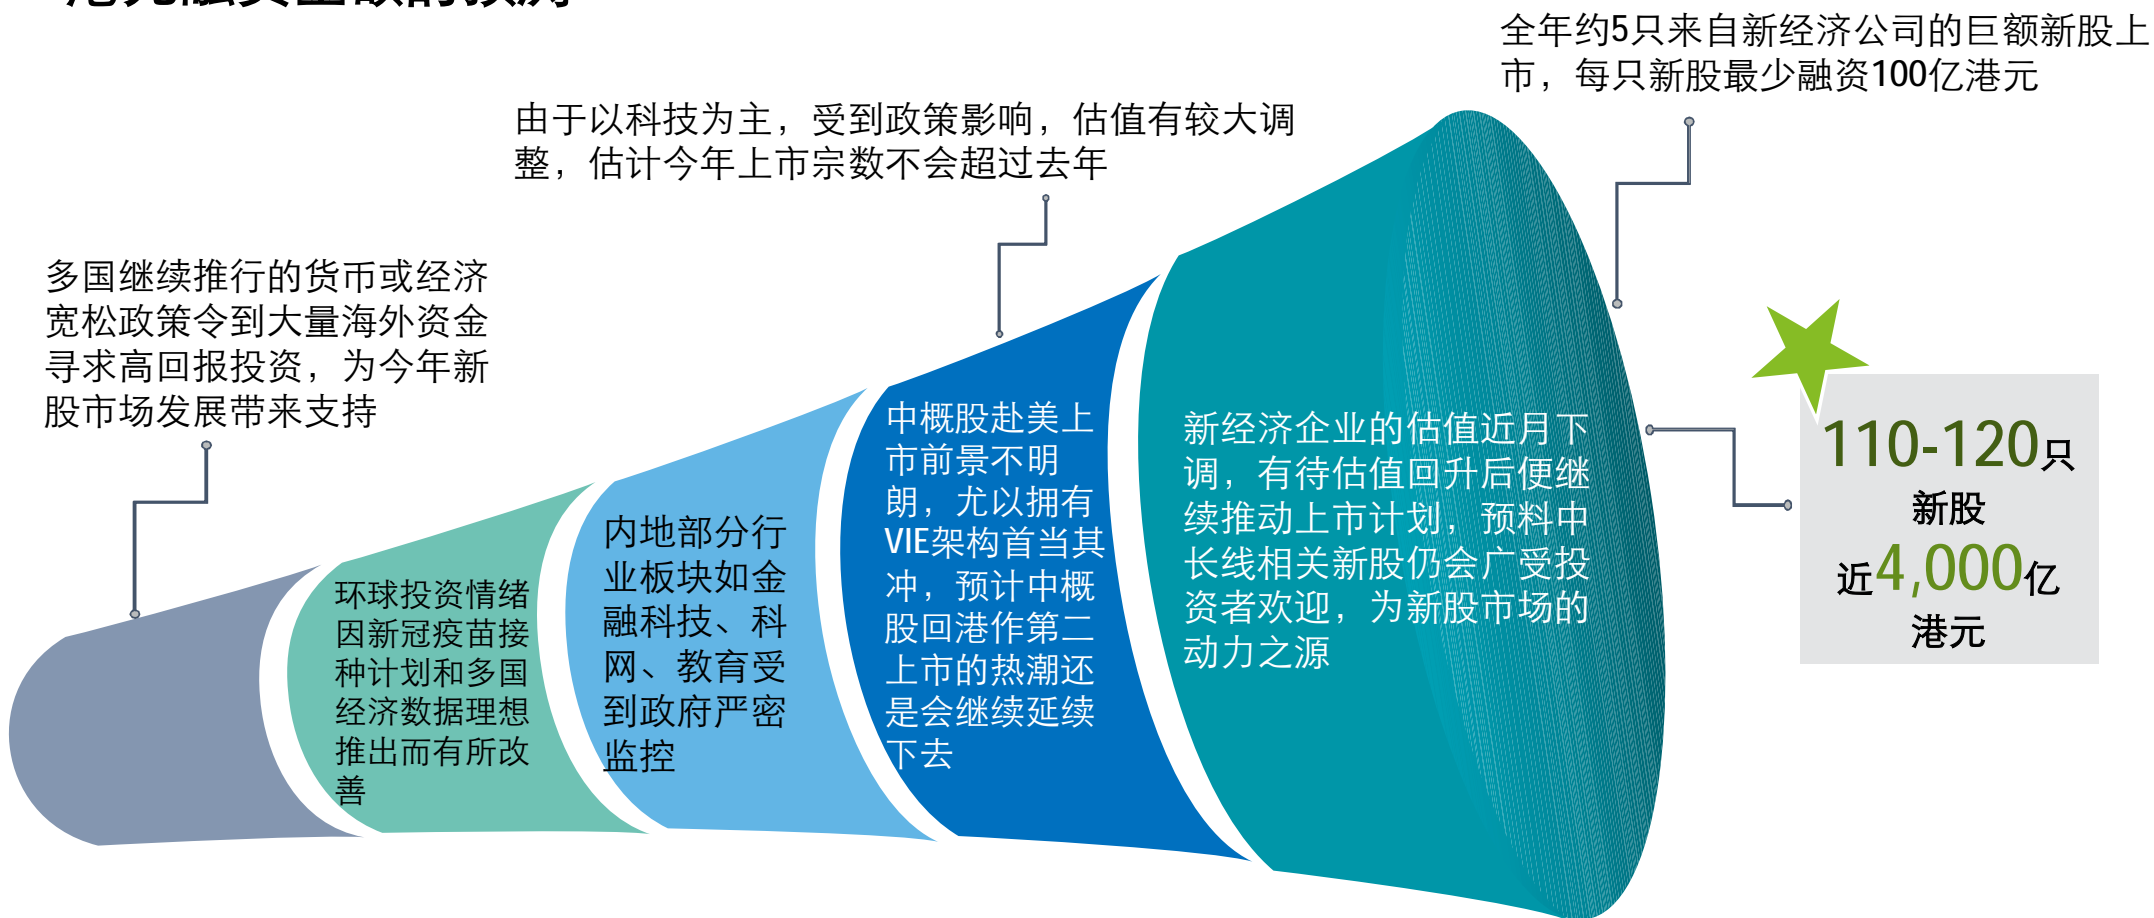 港元融资金额的预测
全年约5只来自新经济公司的巨额新股上
市，每只新股最少融资100亿港元
由于以科技为主，受到政策影响，估值有较大调
整，估计今年上市宗数不会超过去年
多国继续推行的货币或经济
宽松政策令到大量海外资金
寻求高回报投资，为今年新
股市场发展带来支持
环球投资情绪
因新冠疫苗接
种计划和多国
经济数据理想
推出而有所改
善
内地部分行
业板块如金
融科技、科
网、教育受
到政府严密
监控
中概股赴美上
市前景不明
朗，尤以拥有
VIE架构首当其
冲，预计中概
股回港作第二
上市的热潮还
是会继续延续
下去
新经济企业的估值近月下
调，有待估值回升后便继
续推动上市计划，预料中
长线相关新股仍会广受投
资者欢迎，为新股市场的
动力之源
110-120只
新股
近4,000亿
港元